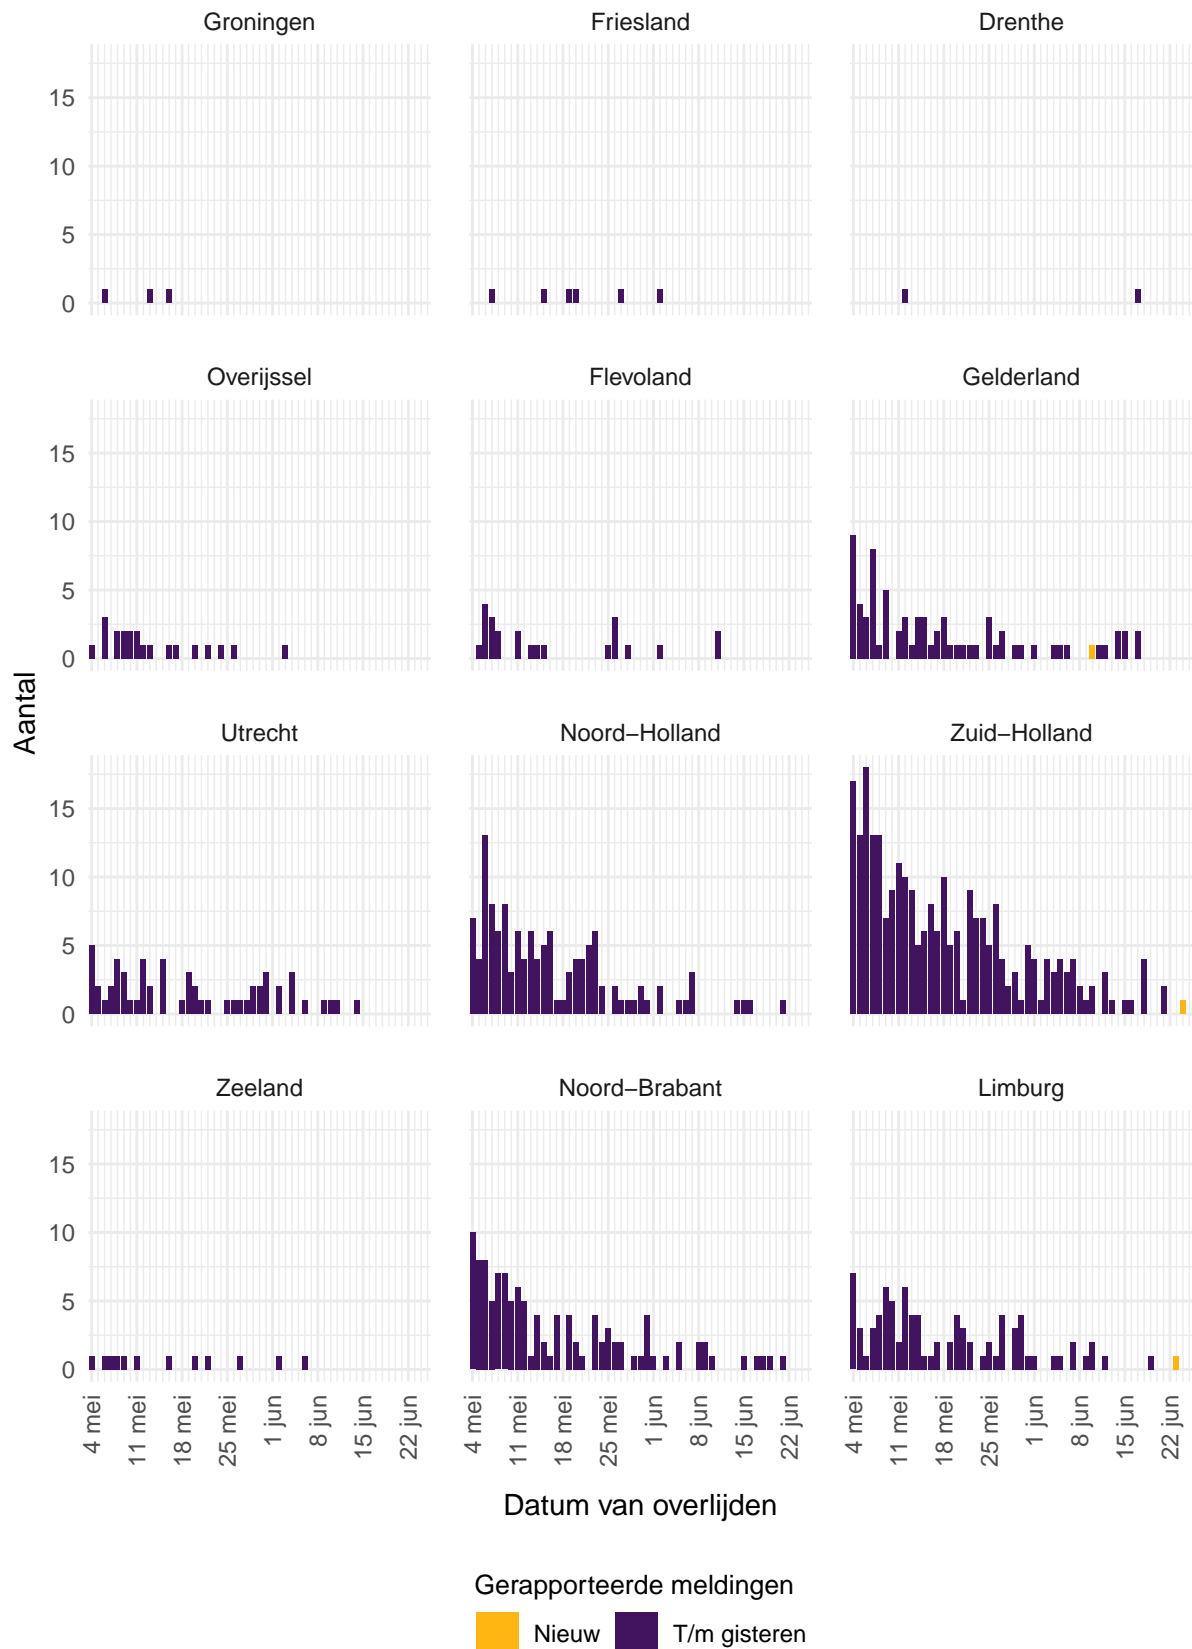 Groningen Friesland Drenthe
15
10
5
0
Overijssel Flevoland Gelderland
15
10
5
0
Aantal
Utrecht Noord−Holland Zuid−Holland
15
10
5
0
Zeeland Noord−Brabant Limburg
15
10
5
0
4 mei 11 mei 18 mei 25 mei 1 jun 8 jun 15 jun 22 jun 4 mei 11 mei 18 mei 25 mei 1 jun 8 jun 15 jun 22 jun 4 mei 11 mei 18 mei 25 mei 1 jun 8 jun 15 jun 22 jun
Datum van overlijden
Gerapporteerde meldingen
Nieuw T/m gisteren